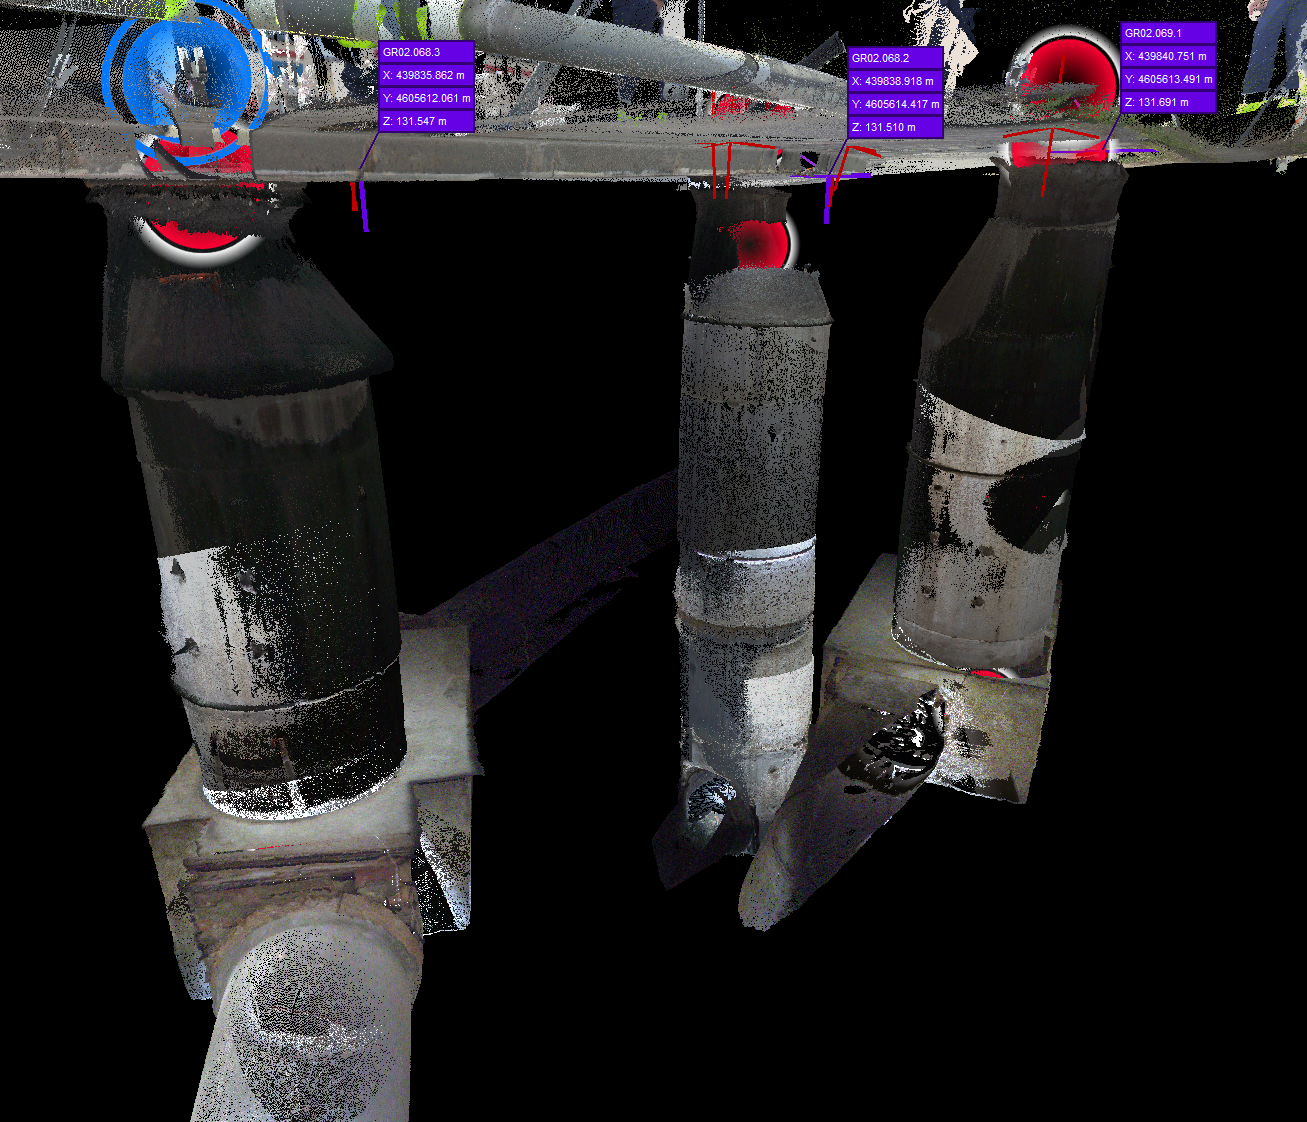 GR02.068.3
X: 439835.862 m
Y: 4605612.061 m
Z: 131.547 m
GR02.068.2
X: 439838.918 m
Y: 4605614.417 m
Z: 131.510 m
GR02.069.1
X: 439840.751 m
Y: 4605613.491 m
Z: 131.691 m